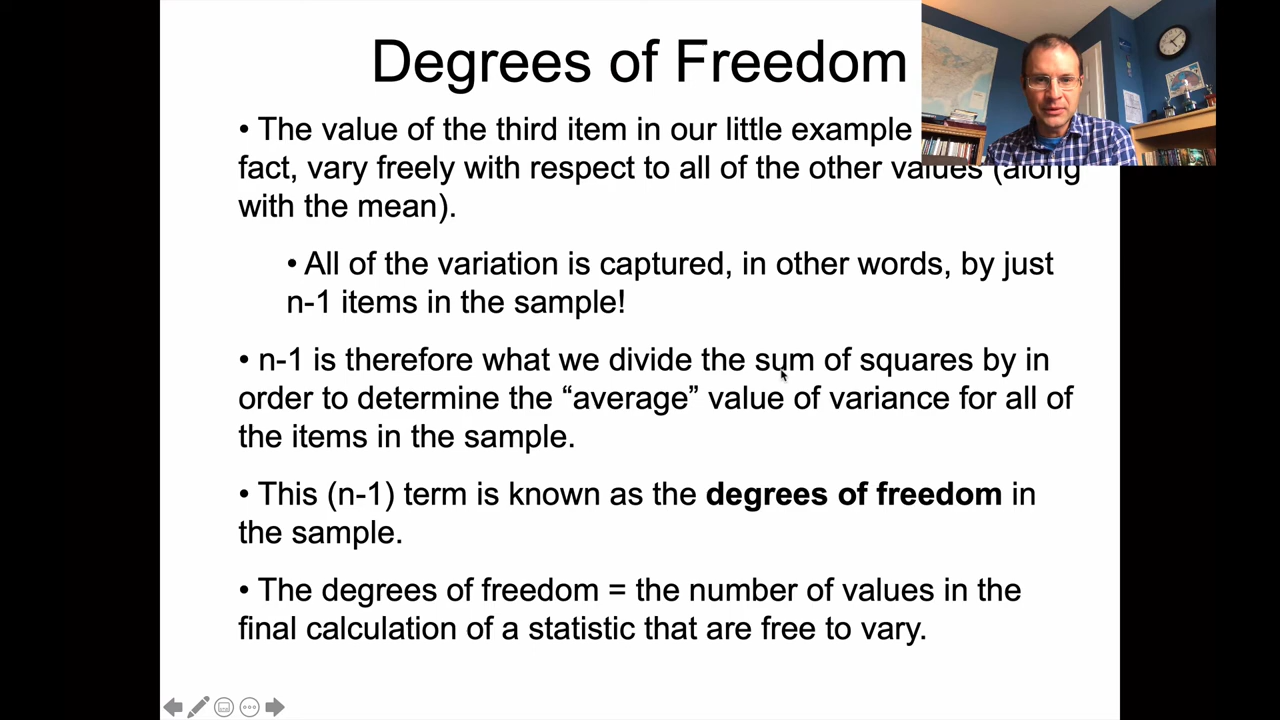 Degrees of Freedom
• The value of the third item in our little example
fact, vary freely with respect to all of the other values (along
with the mean).
• All of the variation is captured, in other words, by just
n-1 items in the sample!
• n-1 is therefore what we divide the sum of squares by in
order to determine the “average” value of variance for all of
the items in the sample.
• This (n-1) term is known as the degrees of freedom in
the sample.
• The degrees of freedom = the number of values in the
final calculation of a statistic that are free to vary.